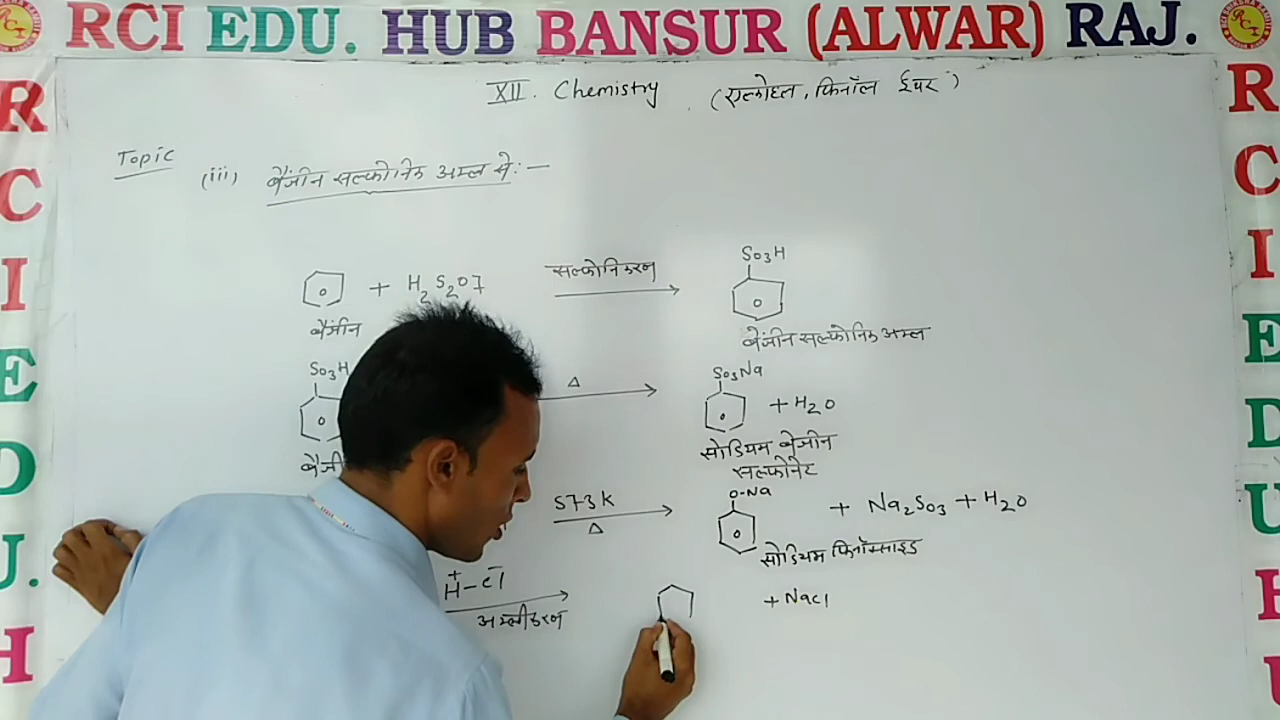 RCI EDU. HUB BANSUR (ALWAR) RAJ.
R
C
I
E
D
U.
H
R
C
I
E
D
U
H
U
XII. Chemistry (एल्कोहल, फिनॉल ईथर)
Topic
(iii) बैंजीन सल्फोनिक अम्ल से:-
+ H2S2O7 सल्फोनिकरण SO3H
बैंजीन बेंजीन सल्फोनिक अम्ल
SO3H Δ SO3Na + H2O
सोडियम बेंजीन
सल्फोनेट
573K Δ O-Na + Na2SO3 + H2O
सोडियम फिनॉक्साइड
H+-Cl- + NaCl
अम्लीकरण